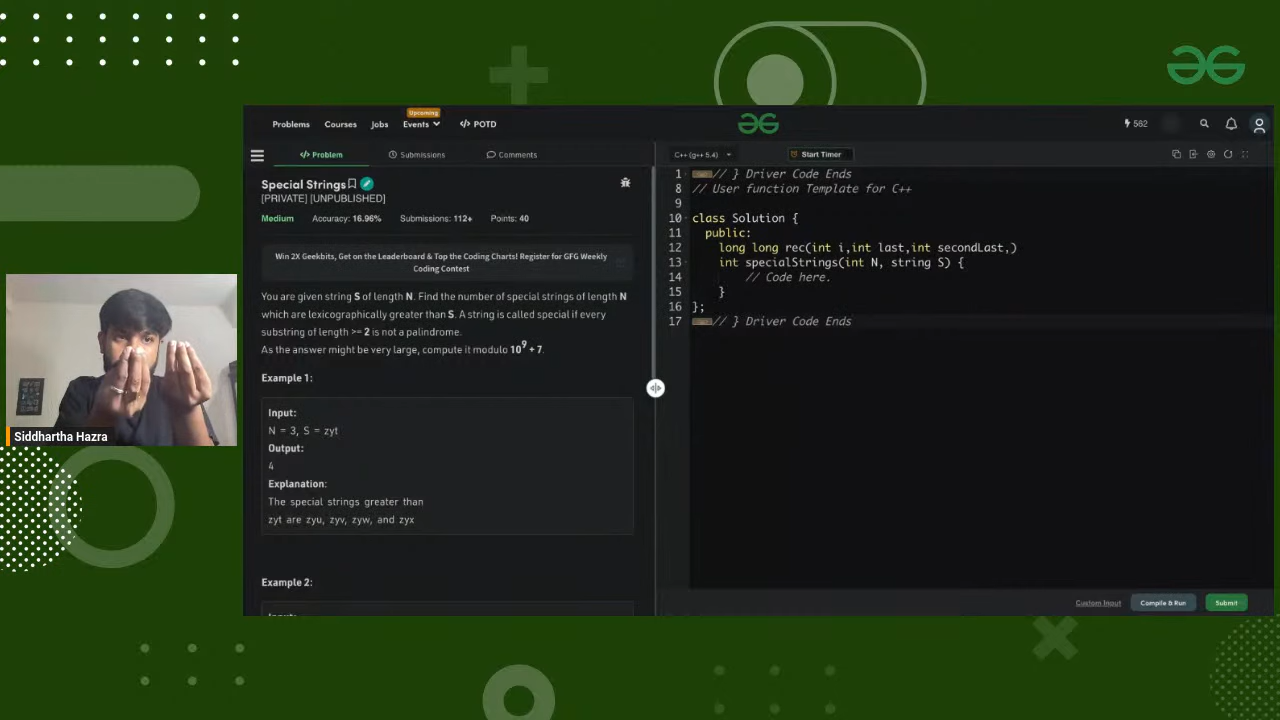 Problems Courses Jobs Upcoming Events </> POTD
562
</> Problem Submissions Comments
Special Strings
[PRIVATE] [UNPUBLISHED]
Medium Accuracy: 16.96% Submissions: 112+ Points: 40
Win 2X Geekbits, Get on the Leaderboard & Top the Coding Charts! Register for GFG Weekly
Coding Contest
You are given string S of length N. Find the number of special strings of length N
which are lexicographically greater than S. A string is called special if every
substring of length >= 2 is not a palindrome.
As the answer might be very large, compute it modulo 10^9 + 7.
Example 1:
Input:
N = 3, S = zyt
Output:
4
Explanation:
The special strings greater than
zyt are zyu, zyv, zyw, and zyx
Example 2:
C++ (g++ 5.4) Start Timer
1 // } Driver Code Ends
8 // User function Template for C++
9
10 class Solution {
11 public:
12 long long rec(int i,int last,int secondLast,)
13 int specialStrings(int N, string S) {
14 // Code here.
15 }
16 };
17 // } Driver Code Ends
Custom Input Compile & Run Submit
Siddhartha Hazra